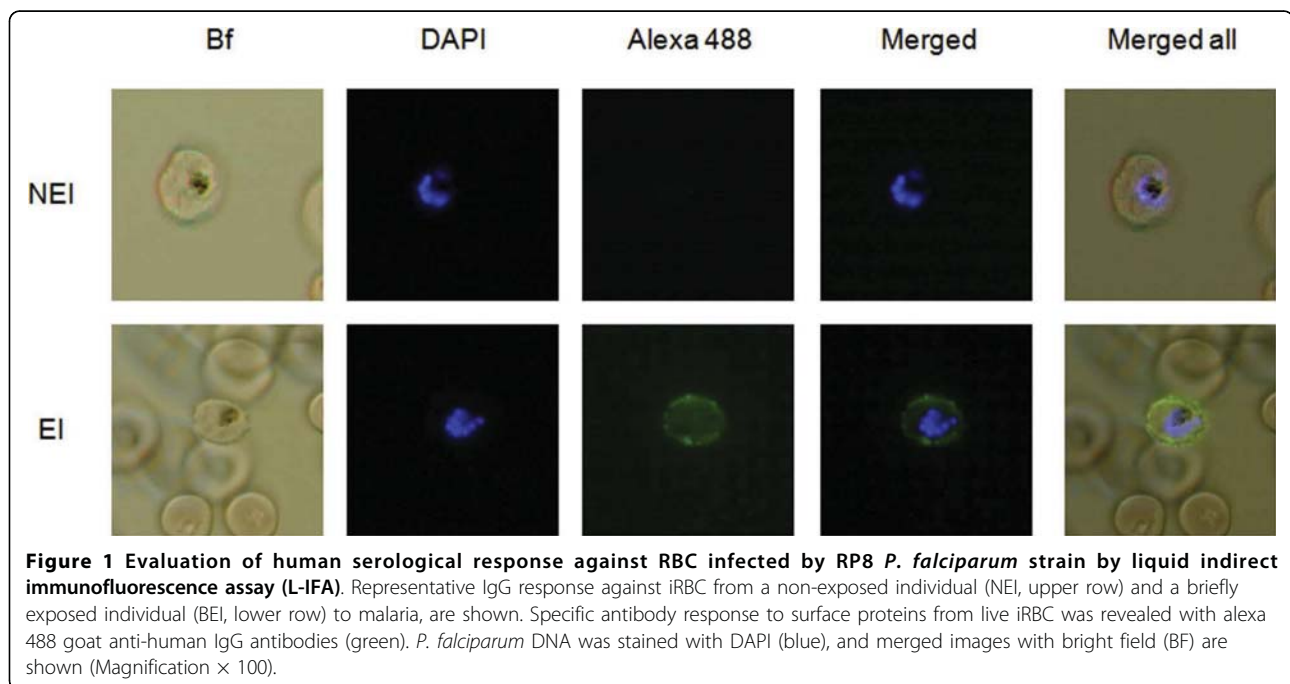 Bf DAPI Alexa 488 Merged Merged all
NEI
EI
Figure 1 Evaluation of human serological response against RBC infected by RP8 P. falciparum strain by liquid indirect
immunofluorescence assay (L-IFA). Representative IgG response against iRBC from a non-exposed individual (NEI, upper row) and a briefly
exposed individual (BEI, lower row) to malaria, are shown. Specific antibody response to surface proteins from live iRBC was revealed with alexa
488 goat anti-human IgG antibodies (green). P. falciparum DNA was stained with DAPI (blue), and merged images with bright field (BF) are
shown (Magnification × 100).